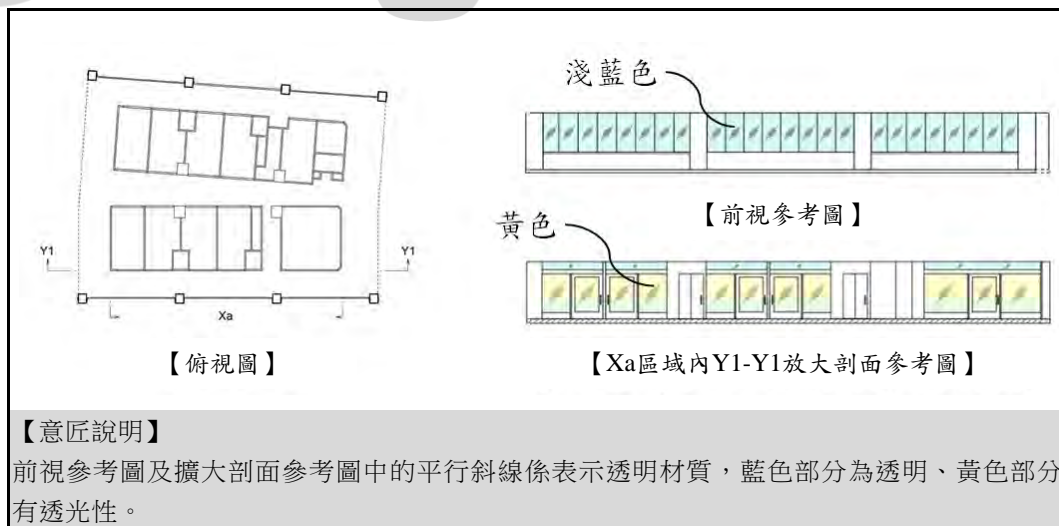 淺藍色
【前視參考圖】
黃色
Y1
Y1
Xa
【俯視圖】
【Xa區域內Y1-Y1放大剖面參考圖】
【意匠說明】
前視參考圖及擴大剖面參考圖中的平行斜線係表示透明材質，藍色部分為透明、黃色部分
有透光性。